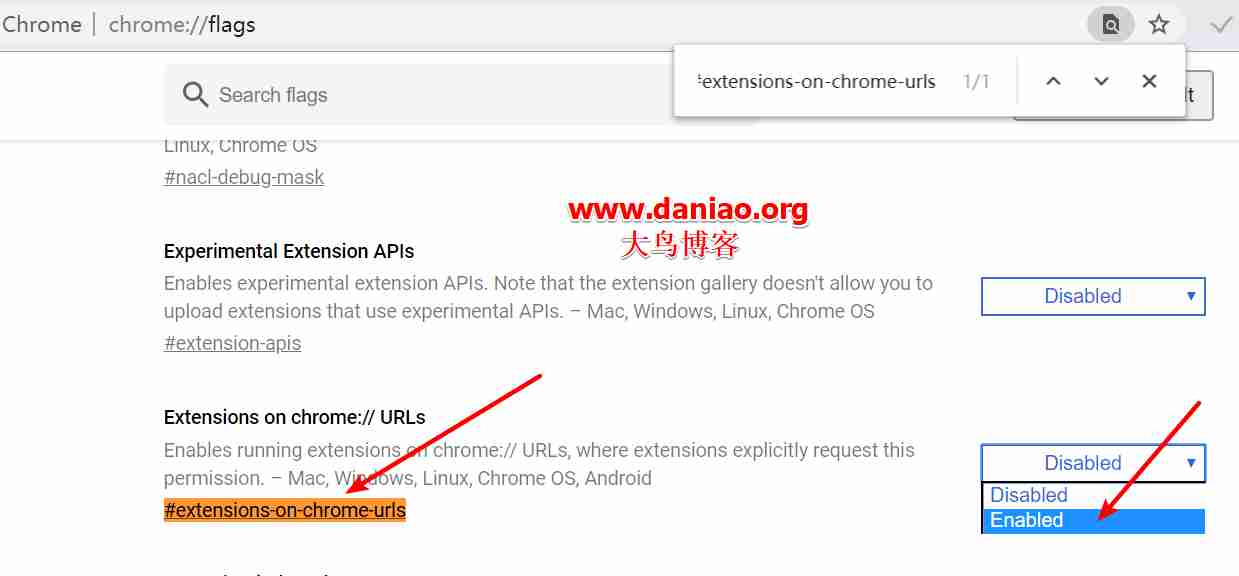 Chrome | chrome://flags
#extensions-on-chrome-urls 1/1
Search flags
lt
Linux, Chrome OS
#nacl-debug-mask
www.daniao.org
大鸟博客
Experimental Extension APIs
Enables experimental extension APIs. Note that the extension gallery doesn't allow you to
upload extensions that use experimental APIs. – Mac, Windows, Linux, Chrome OS
Disabled
#extension-apis
Extensions on chrome:// URLs
Enables running extensions on chrome:// URLs, where extensions explicitly request this
permission. – Mac, Windows, Linux, Chrome OS, Android
Disabled
#extensions-on-chrome-urls
Disabled
Enabled